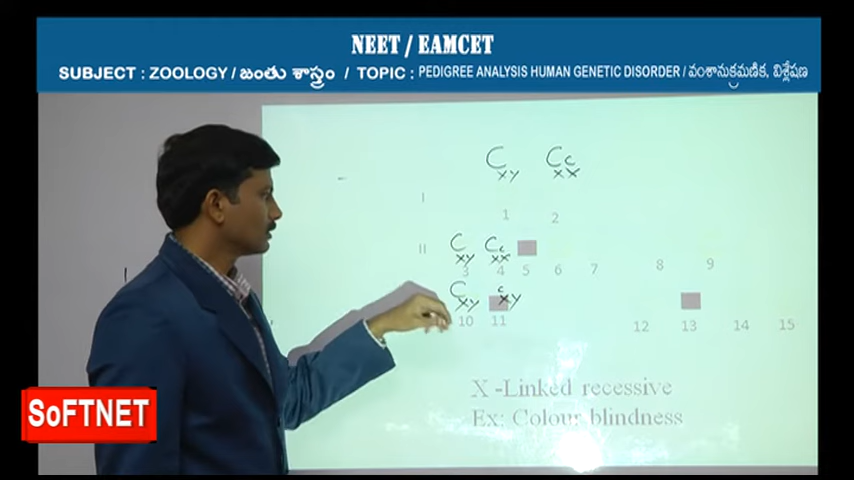 NEET / EAMCET
SUBJECT : ZOOLOGY / జంతు శాస్త్రం / TOPIC : PEDIGREE ANALYSIS HUMAN GENETIC DISORDER / వంశానుక్రమణిక, విశ్లేషణ
C Cc
xy xx
I
1 2
II C Cc
xy xx
3 4 5 6 7 8 9
C c
xy xy
10 11 12 13 14 15
X -Linked recessive
Ex: Colour blindness
SoFTNET